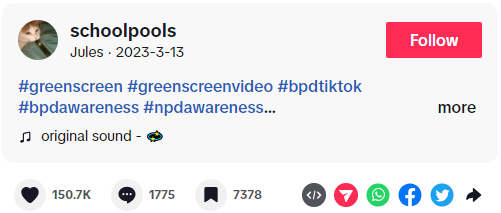 schoolpools
Jules · 2023-3-13
Follow
#greenscreen #greenscreenvideo #bpdtiktok
#bpdawareness #npdawareness...
more
original sound -
150.7K
1775
7378